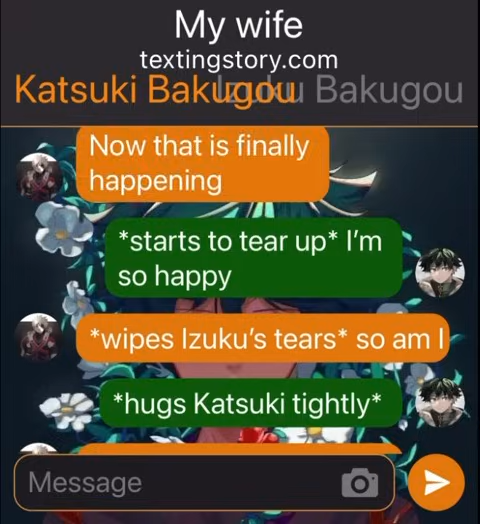 My wife
textingstory.com
Katsuki Bakugou Izuku Bakugou
Now that is finally
happening
*starts to tear up* I'm
so happy
*wipes Izuku's tears* so am I
*hugs Katsuki tightly*
Message